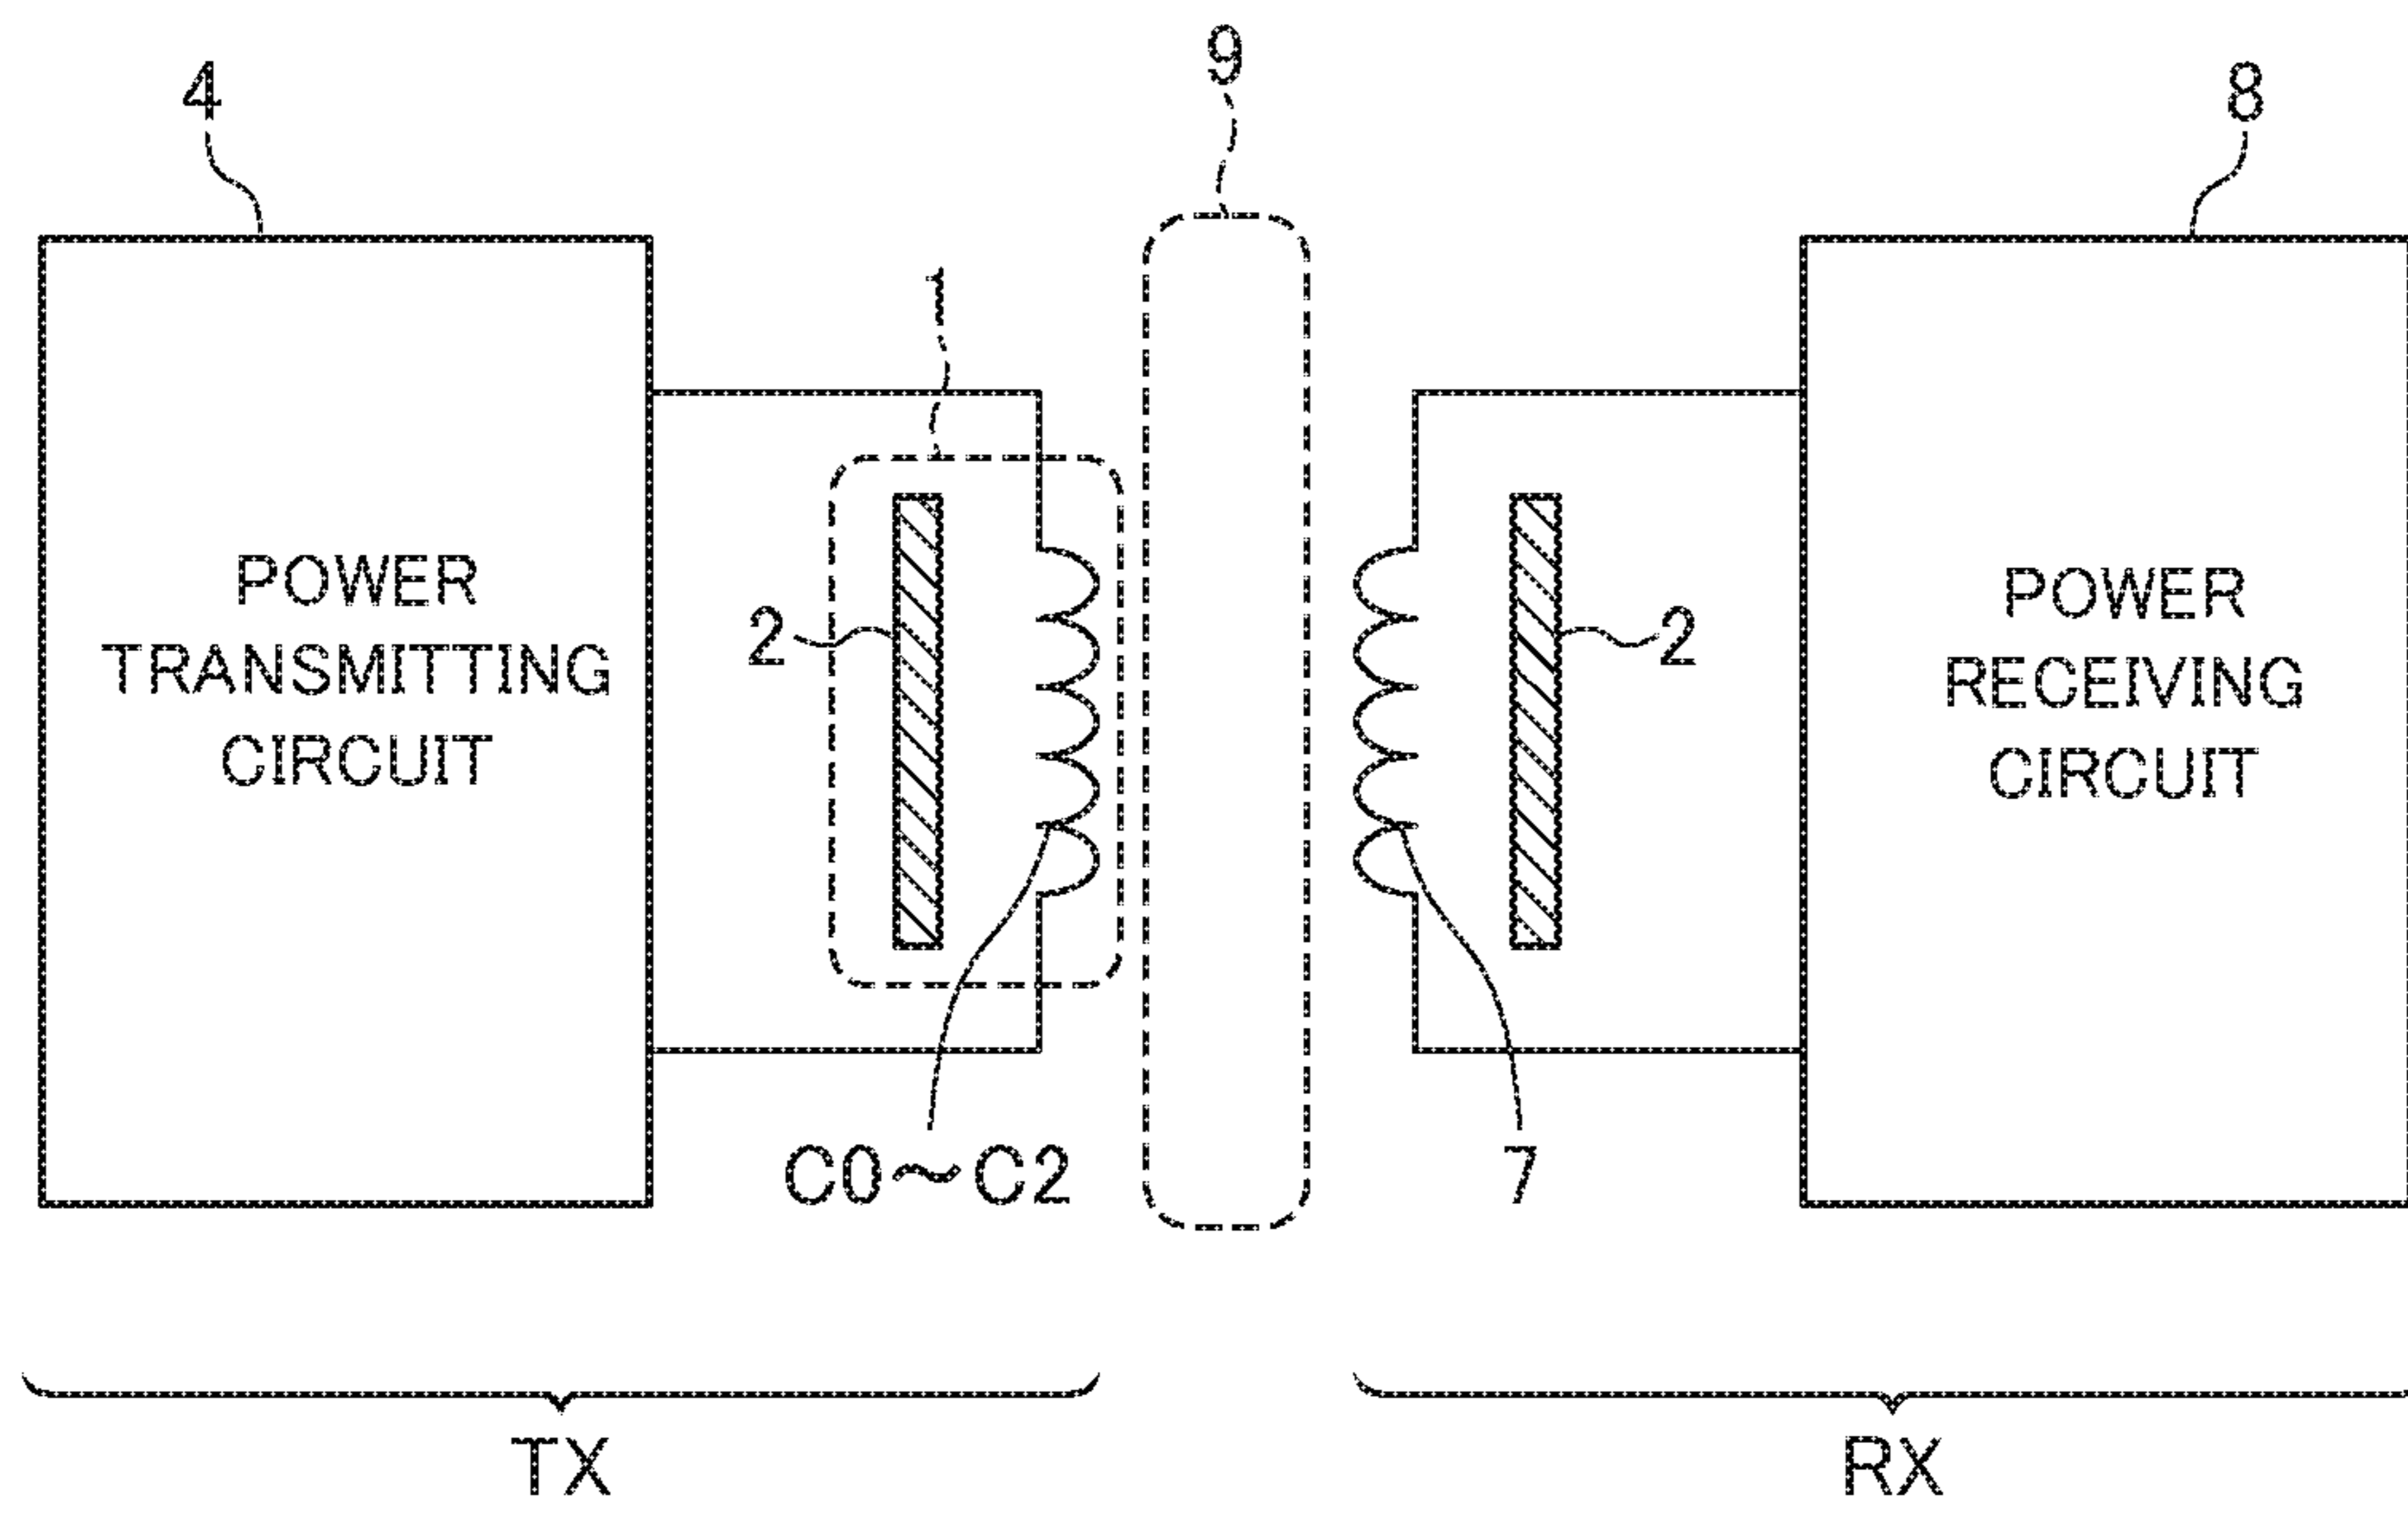 9
4
8
1
POWER
TRANSMITTING
CIRCUIT
2
2
POWER
RECEIVING
CIRCUIT
C0~C2
7
TX
RX